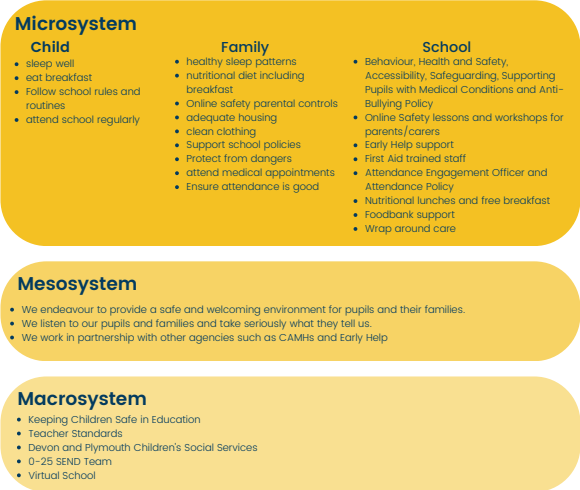 Microsystem
Child
sleep well
eat breakfast
Follow school rules and
routines
attend school regularly
Family
healthy sleep patterns
nutritional diet including
breakfast
Online safety parental controls
adequate housing
clean clothing
Support school policies
Protect from dangers
attend medical appointments
Ensure attendance is good
School
Behaviour, Health and Safety,
Accessibility, Safeguarding, Supporting
Pupils with Medical Conditions and Anti-
Bullying Policy
Online Safety lessons and workshops for
parents/carers
Early Help support
First Aid trained staff
Attendance Engagement Officer and
Attendance Policy
Nutritional lunches and free breakfast
Foodbank support
Wrap around care
Mesosystem
We endeavour to provide a safe and welcoming environment for pupils and their families.
We listen to our pupils and families and take seriously what they tell us.
We work in partnership with other agencies such as CAMHs and Early Help
Macrosystem
Keeping Children Safe in Education
Teacher Standards
Devon and Plymouth Children's Social Services
0-25 SEND Team
Virtual School